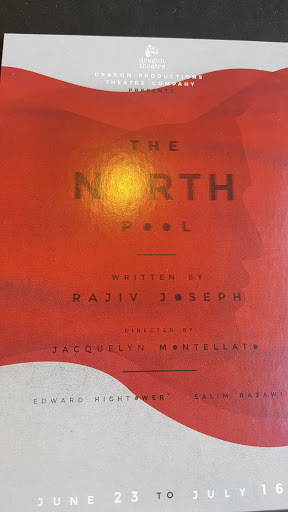 dragon
theatre
DRAGON PRODUCTIONS
THEATRE COMPANY
PRESENTS
THE
NORTH
POOL
WRITTEN BY
RAJIV JOSEPH
DIRECTED BY
JACQUELYN MONTELLATO
EDWARD HIGHTOWER SALIM RAZAWI
JUNE 23 TO JULY 16